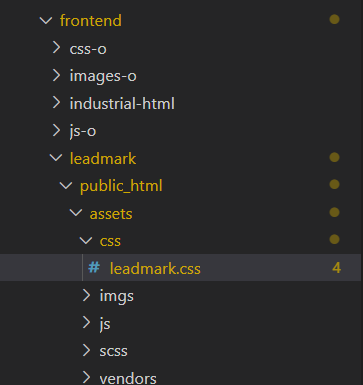 frontend
css-o
images-o
industrial-html
js-o
leadmark
public_html
assets
css
# leadmark.css 4
imgs
js
scss
vendors